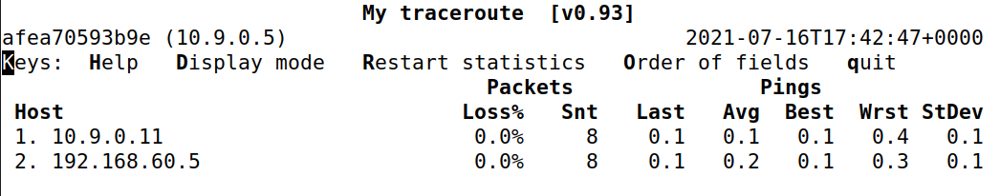 My traceroute  [v0.93]
afea70593b9e (10.9.0.5) 2021-07-16T17:42:47+0000
Keys:  Help   Display mode   Restart statistics   Order of fields   quit
Packets               Pings
Host                                Loss%   Snt   Last   Avg  Best  Wrst StDev
1. 10.9.0.11                         0.0%     8    0.1   0.1   0.1   0.4   0.1
2. 192.168.60.5                      0.0%     8    0.1   0.2   0.1   0.3   0.1